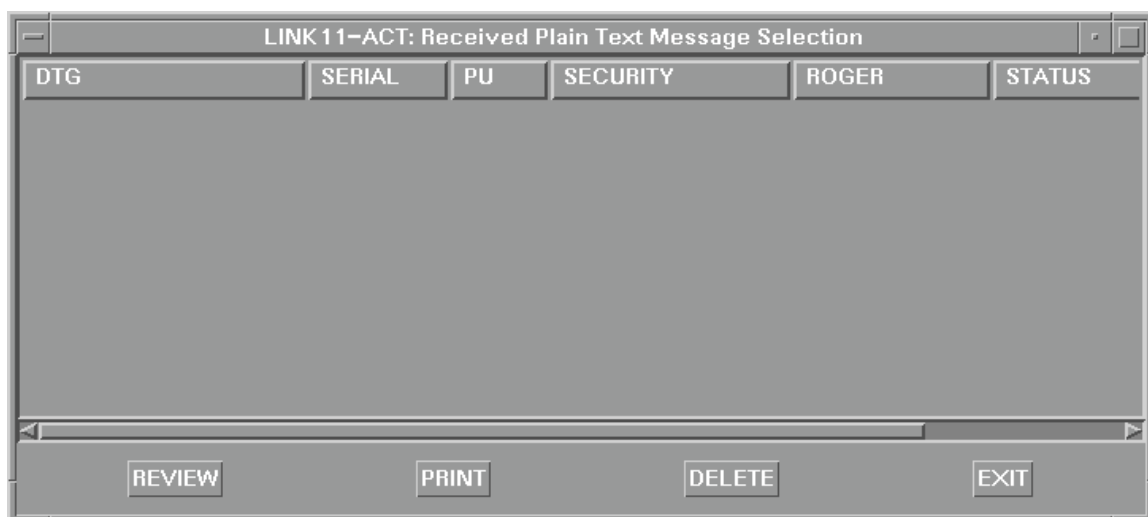 LINK11-ACT: Received Plain Text Message Selection
DTG SERIAL PU SECURITY ROGER STATUS
REVIEW PRINT DELETE EXIT